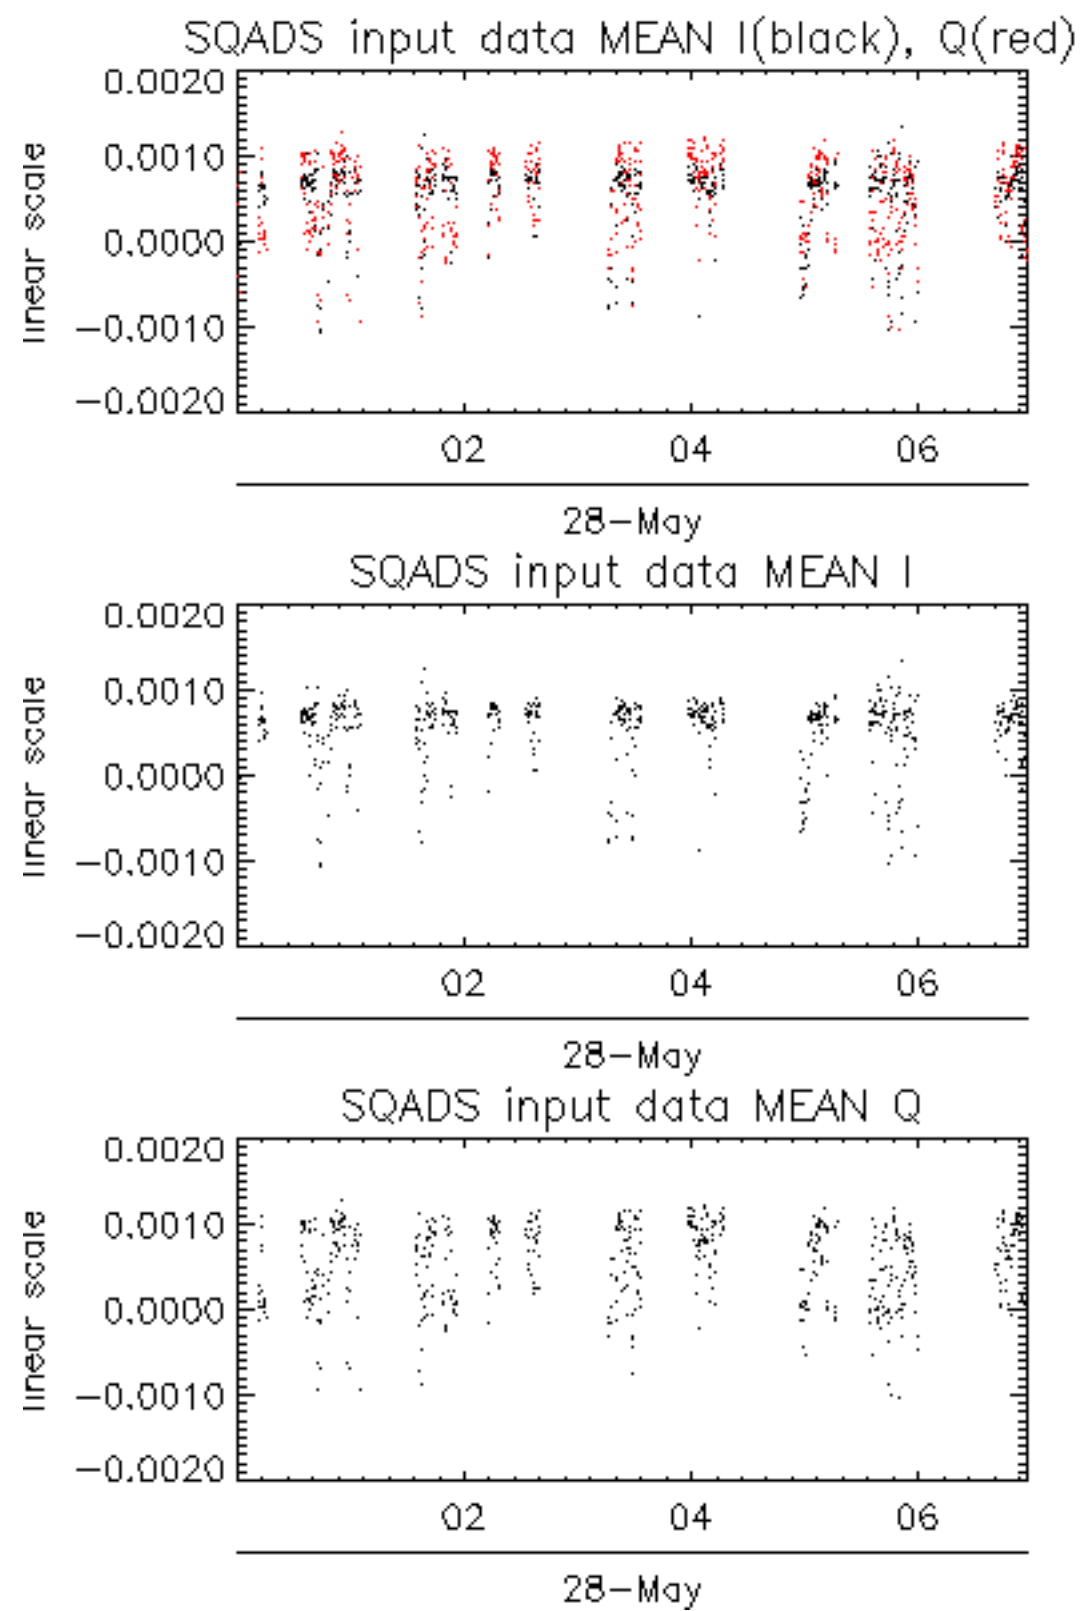 SQADS input data MEAN I(black), Q(red)
0.0020
0.0010
0.0000
−0.0010
−0.0020
linear scale
02 04 06
28-May
SQADS input data MEAN I
0.0020
0.0010
0.0000
−0.0010
−0.0020
linear scale
02 04 06
28-May
SQADS input data MEAN Q
0.0020
0.0010
0.0000
−0.0010
−0.0020
linear scale
02 04 06
28-May